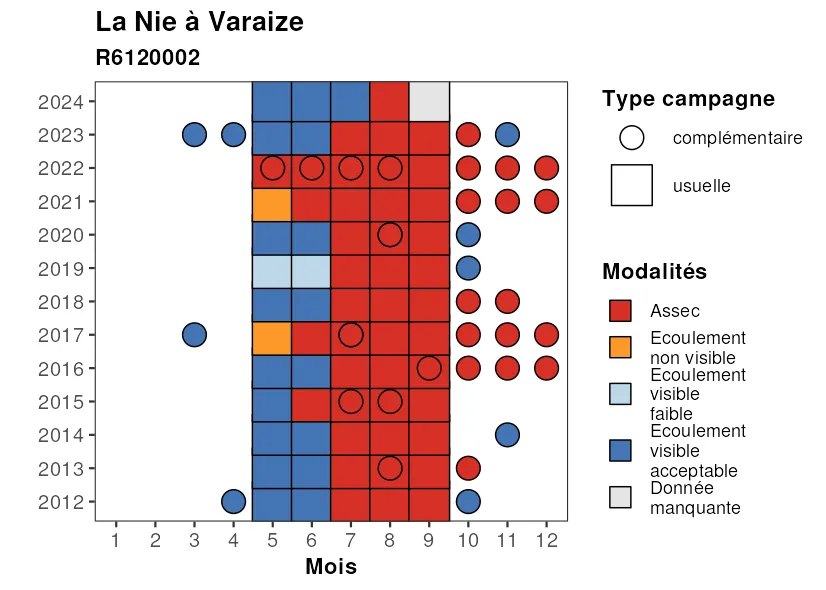 La Nie à Varaize
R6120002
2024
2023
2022
2021
2020
2019
2018
2017
2016
2015
2014
2013
2012
1 2 3 4 5 6 7 8 9 10 11 12
Mois
Type campagne
complémentaire
usuelle
Modalités
Assec
Ecoulement
non visible
Ecoulement
visible
faible
Ecoulement
visible
acceptable
Donnée
manquante